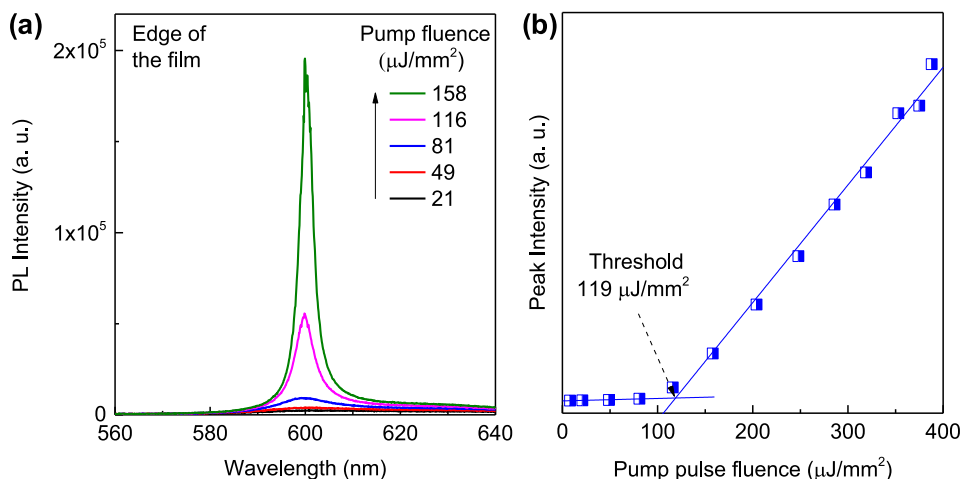 (a)
Edge of
the film
Pump fluence
(μJ/mm²)
158
116
81
49
21
2x10⁵
1x10⁵
0
PL Intensity (a. u.)
560
580
600
620
640
Wavelength (nm)
(b)
Peak Intensity (a. u.)
Threshold
119 μJ/mm²
0
100
200
300
400
Pump pulse fluence (μJ/mm²)